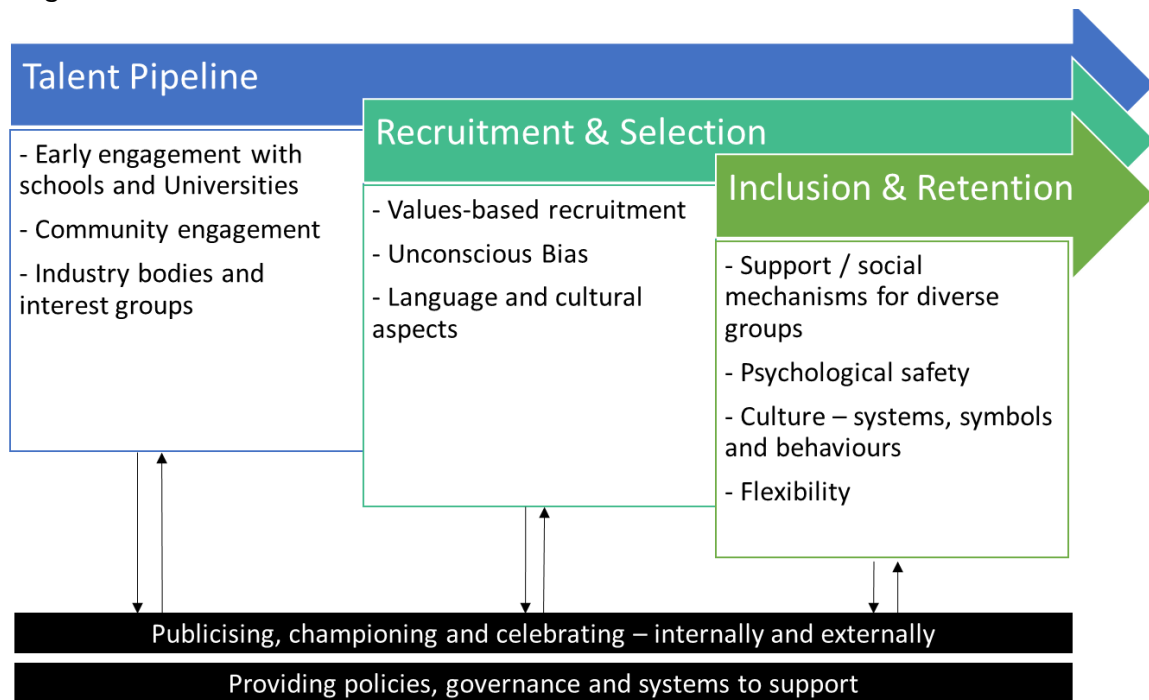 Talent Pipeline
- Early engagement with
schools and Universities
- Community engagement
- Industry bodies and
interest groups
Recruitment & Selection
- Values-based recruitment
- Unconscious Bias
- Language and cultural
aspects
Inclusion & Retention
- Support / social
mechanisms for diverse
groups
- Psychological safety
- Culture – systems, symbols
and behaviours
- Flexibility
Publicising, championing and celebrating – internally and externally
Providing policies, governance and systems to support